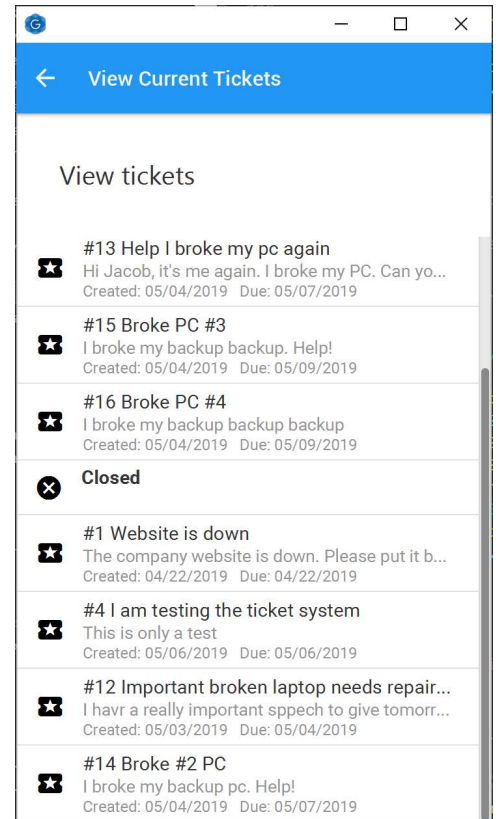 View Current Tickets
View tickets
#13 Help I broke my pc again
Hi Jacob, it's me again. I broke my PC. Can yo...
Created: 05/04/2019 Due: 05/07/2019
#15 Broke PC #3
I broke my backup backup. Help!
Created: 05/04/2019 Due: 05/09/2019
#16 Broke PC #4
I broke my backup backup backup
Created: 05/04/2019 Due: 05/09/2019
Closed
#1 Website is down
The company website is down. Please put it b...
Created: 04/22/2019 Due: 04/22/2019
#4 I am testing the ticket system
This is only a test
Created: 05/06/2019 Due: 05/06/2019
#12 Important broken laptop needs repair...
I havr a really important sppech to give tomorr...
Created: 05/03/2019 Due: 05/04/2019
#14 Broke #2 PC
I broke my backup pc. Help!
Created: 05/04/2019 Due: 05/07/2019